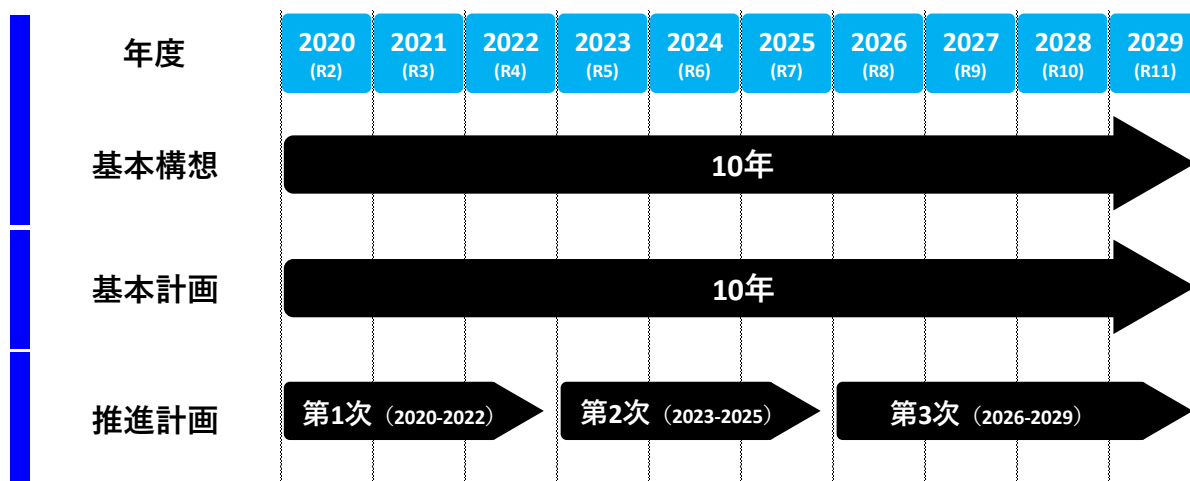 年度 2020 2021 2022 2023 2024 2025 2026 2027 2028 2029
(R2) (R3) (R4) (R5) (R6) (R7) (R8) (R9) (R10) (R11)
基本構想 10年
基本計画 10年
推進計画 第1次（2020-2022） 第2次（2023-2025） 第3次（2026-2029）